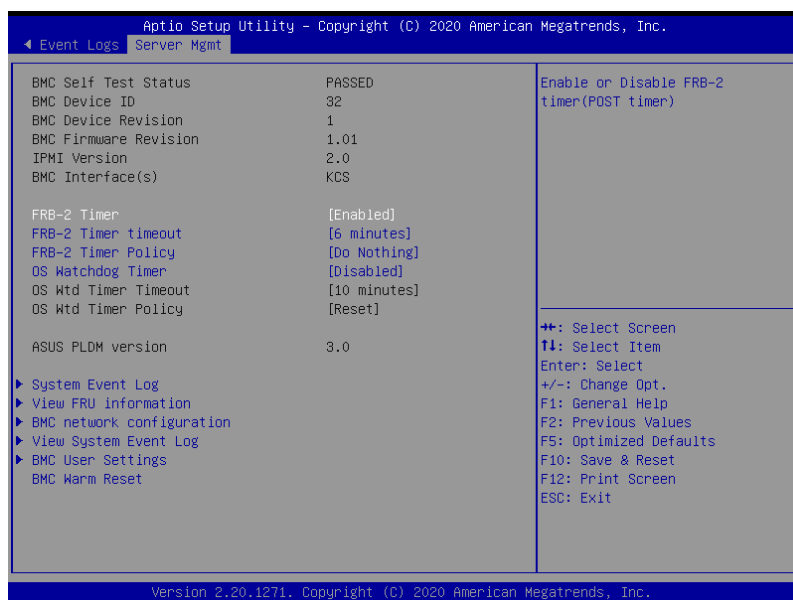 Aptio Setup Utility – Copyright (C) 2020 American Megatrends, Inc.
Event Logs Server Mgmt
BMC Self Test Status PASSED
BMC Device ID 32
BMC Device Revision 1
BMC Firmware Revision 1.01
IPMI Version 2.0
BMC Interface(s) KCS
FRB-2 Timer [Enabled]
FRB-2 Timer timeout [6 minutes]
FRB-2 Timer Policy [Do Nothing]
OS Watchdog Timer [Disabled]
OS Wtd Timer Timeout [10 minutes]
OS Wtd Timer Policy [Reset]
ASUS PLDM version 3.0
System Event Log
View FRU information
BMC network configuration
View System Event Log
BMC User Settings
BMC Warm Reset
Enable or Disable FRB-2
timer(POST timer)
→←: Select Screen
↑↓: Select Item
Enter: Select
+/-: Change Opt.
F1: General Help
F2: Previous Values
F5: Optimized Defaults
F10: Save & Reset
F12: Print Screen
ESC: Exit
Version 2.20.1271. Copyright (C) 2020 American Megatrends, Inc.